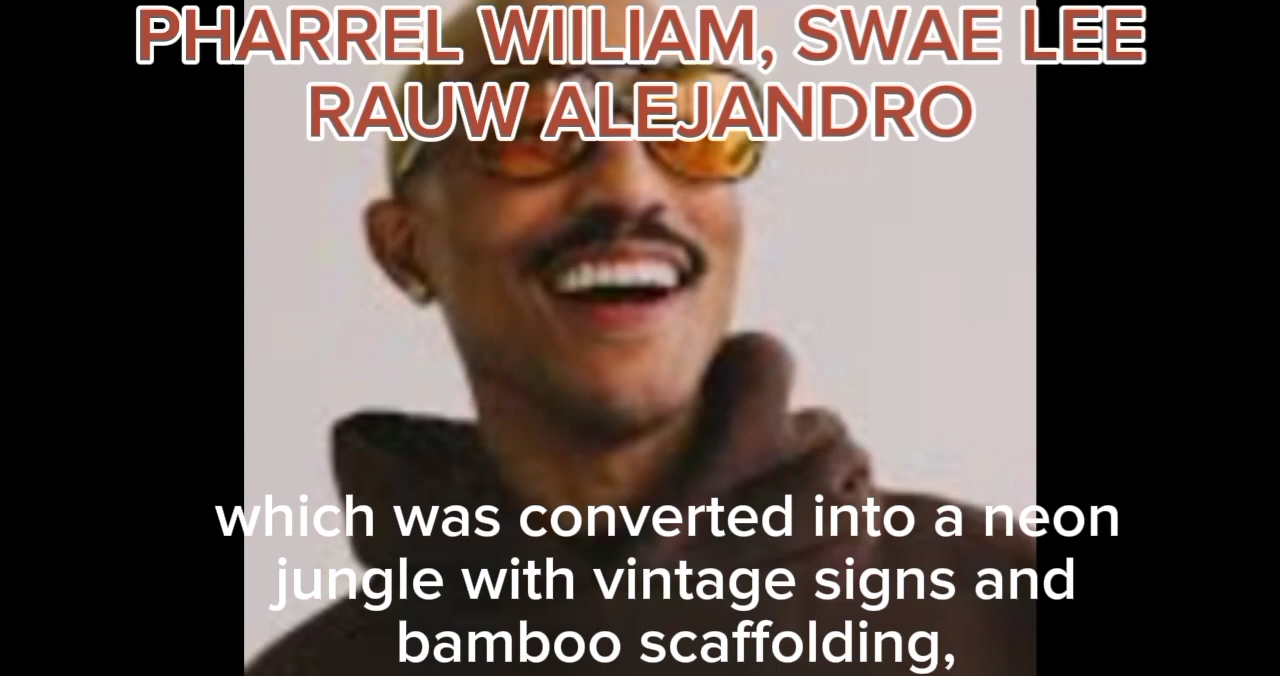 PHARREL WIILIAM, SWAE LEE
RAUW ALEJANDRO
which was converted into a neon
jungle with vintage signs and
bamboo scaffolding,